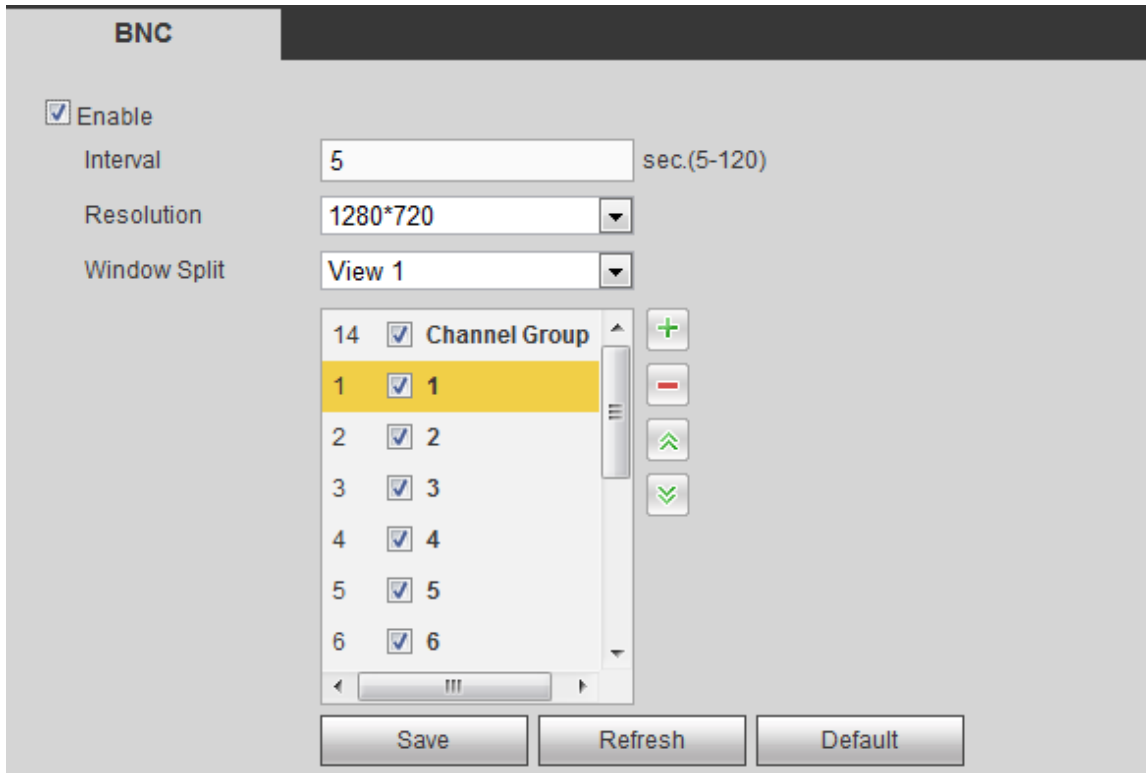 BNC
Enable
Interval 5 sec.(5-120)
Resolution 1280*720
Window Split View 1
14 Channel Group
1 1
2 2
3 3
4 4
5 5
6 6
Save Refresh Default